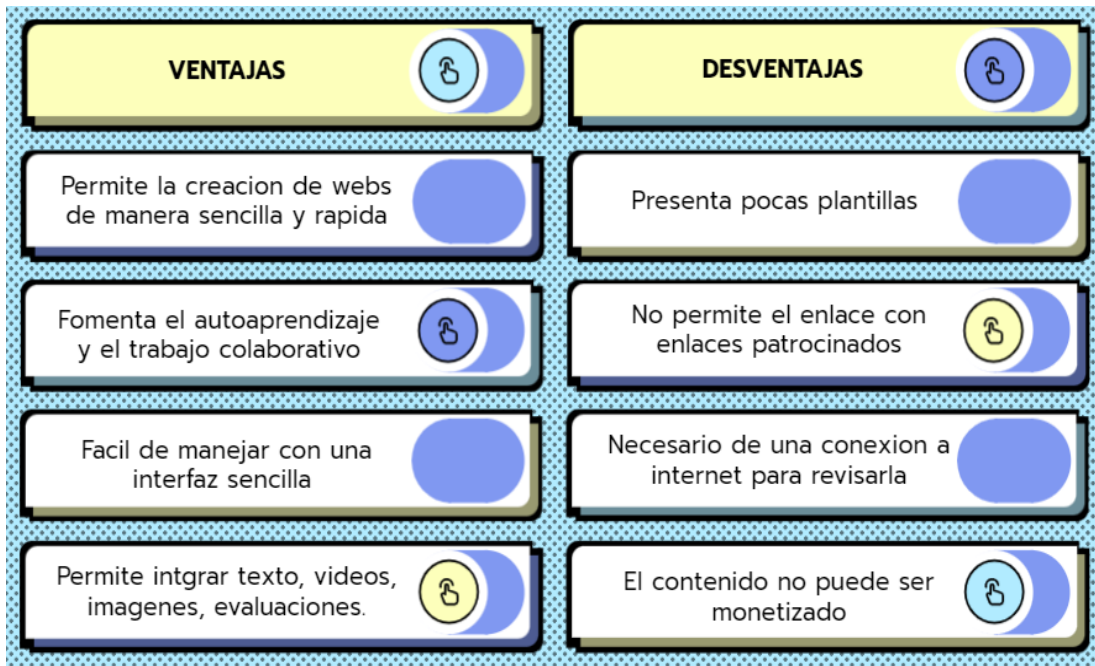 VENTAJAS
DESVENTAJAS
Permite la creacion de webs
de manera sencilla y rapida
Presenta pocas plantillas
Fomenta el autoaprendizaje
y el trabajo colaborativo
No permite el enlace con
enlaces patrocinados
Facil de manejar con una
interfaz sencilla
Necesario de una conexion a
internet para revisarla
Permite intgrar texto, videos,
imagenes, evaluaciones.
El contenido no puede ser
monetizado